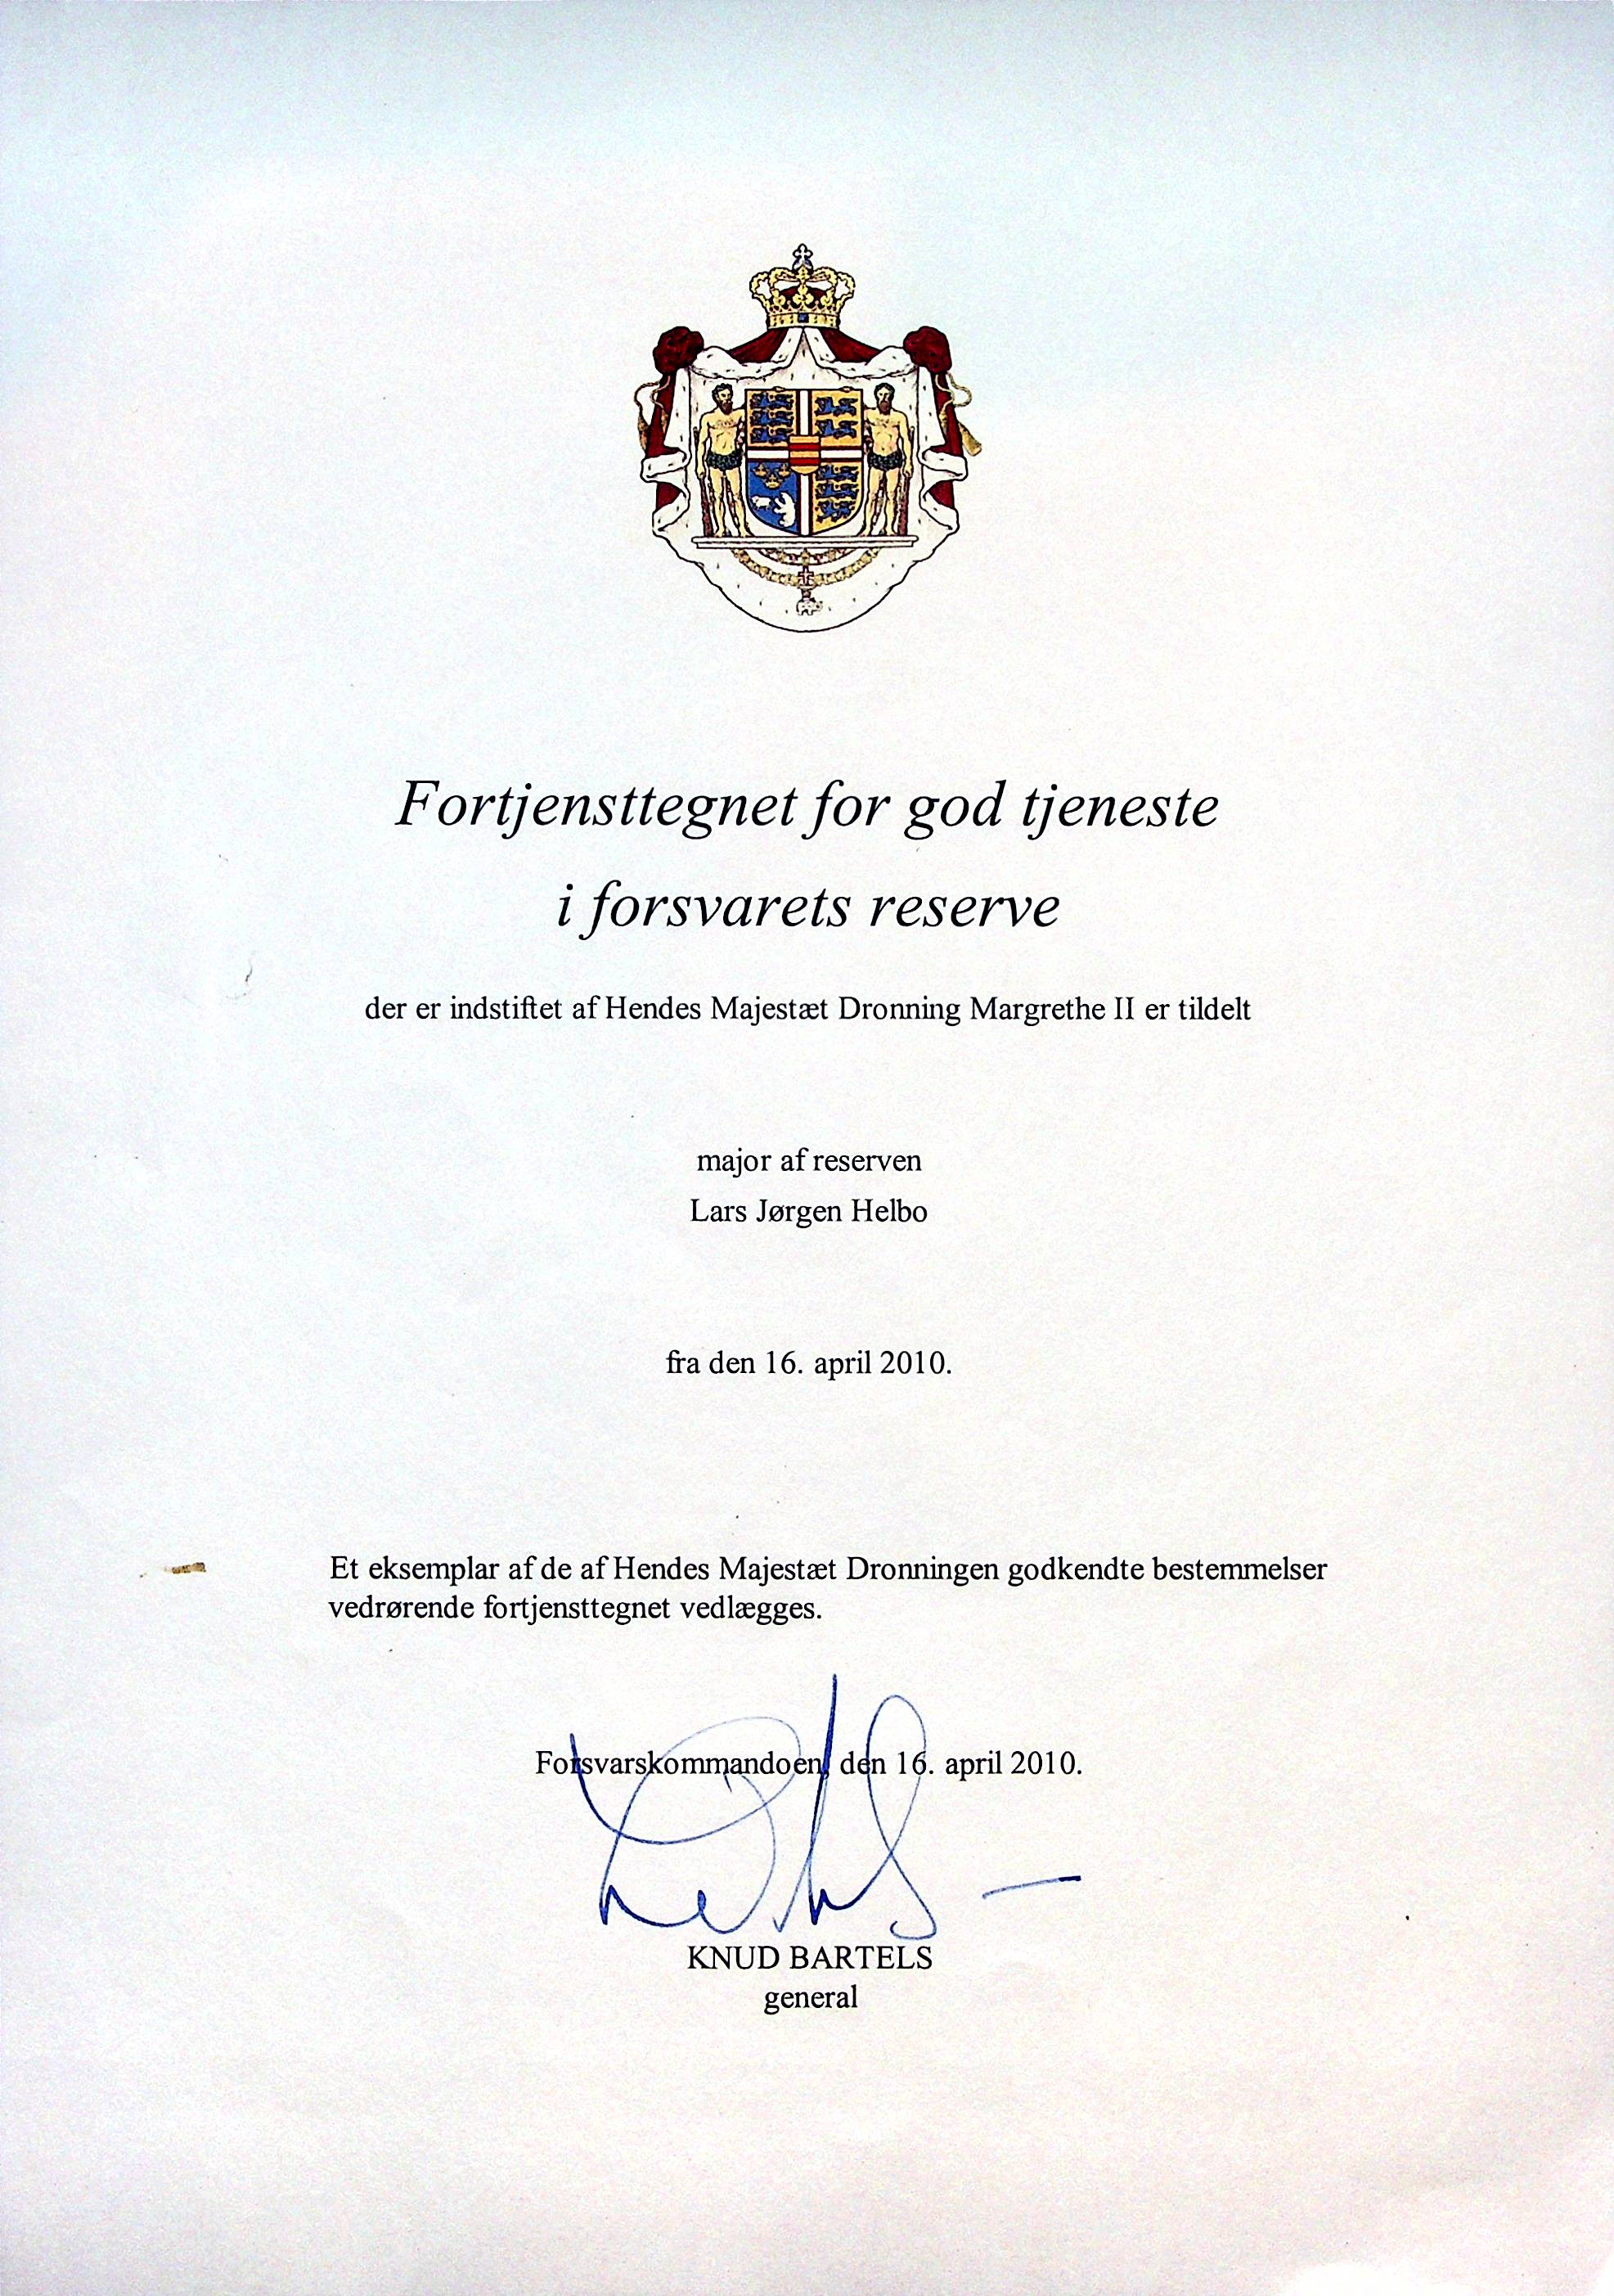 Fortjensttegnet for god tjeneste
i forsvarets reserve
der er indstiftet af Hendes Majestæt Dronning Margrethe II er tildelt
major af reserven
Lars Jørgen Helbo
fra den 16. april 2010.
Et eksemplar af de af Hendes Majestæt Dronningen godkendte bestemmelser
vedrørende fortjensttegnet vedlægges.
Forsvarskommandoen, den 16. april 2010.
KNUD BARTELS
general